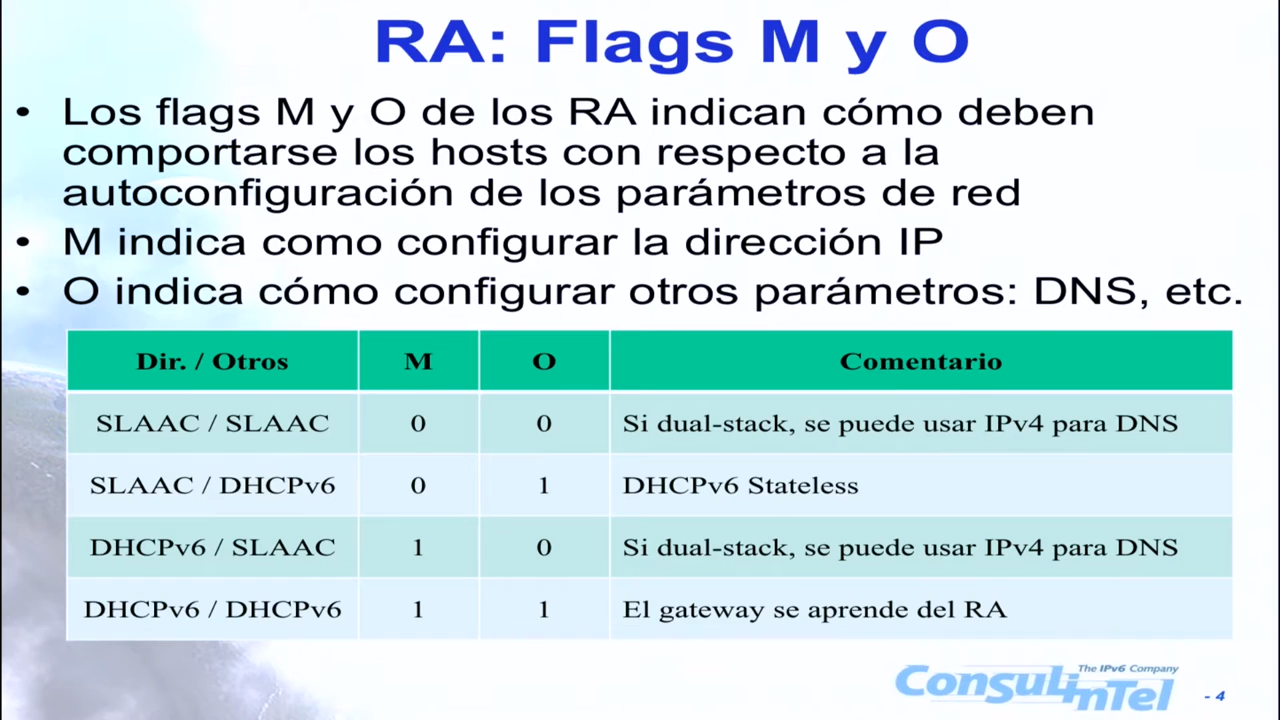 RA: Flags M y O
• Los flags M y O de los RA indican cómo deben
comportarse los hosts con respecto a la
autoconfiguración de los parámetros de red
• M indica como configurar la dirección IP
• O indica cómo configurar otros parámetros: DNS, etc.
Dir. / Otros M O Comentario
SLAAC / SLAAC 0 0 Si dual-stack, se puede usar IPv4 para DNS
SLAAC / DHCPv6 0 1 DHCPv6 Stateless
DHCPv6 / SLAAC 1 0 Si dual-stack, se puede usar IPv4 para DNS
DHCPv6 / DHCPv6 1 1 El gateway se aprende del RA
The IPv6 Company
Consulintel
- 4